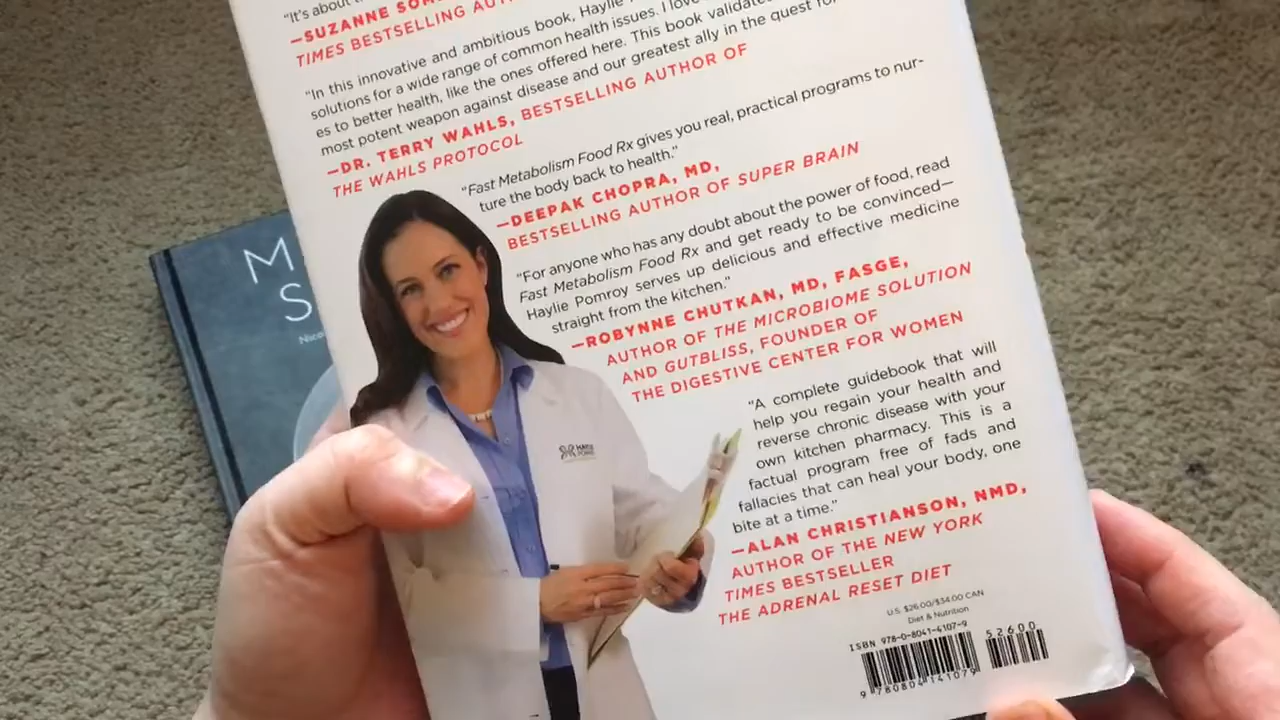 "It's about
—SUZANNE
TIMES BESTSELLING
"In this innovative and ambitious book, Haylie
solutions for a wide range of common health issues. I
es to better health, like the ones offered here. This book
most potent weapon against disease and our greatest ally in the quest
—DR. TERRY WAHLS, BESTSELLING AUTHOR OF
THE WAHLS PROTOCOL
"Fast Metabolism Food Rx gives you real, practical programs to nur-
ture the body back to health."
—DEEPAK CHOPRA, MD,
BESTSELLING AUTHOR OF SUPER BRAIN
"For anyone who has any doubt about the power of food, read
Fast Metabolism Food Rx and get ready to be convinced—
Haylie Pomroy serves up delicious and effective medicine
straight from the kitchen."
—ROBYNNE CHUTKAN, MD, FASGE,
AUTHOR OF THE MICROBIOME SOLUTION
AND GUTBLISS, FOUNDER OF
THE DIGESTIVE CENTER FOR WOMEN
"A complete guidebook that will
help you regain your health and
reverse chronic disease with your
own kitchen pharmacy. This is a
factual program free of fads and
fallacies that can heal your body, one
bite at a time."
—ALAN CHRISTIANSON, NMD,
AUTHOR OF THE NEW YORK
TIMES BESTSELLER
THE ADRENAL RESET DIET
U.S. $26.00/$34.00 CAN
Diet & Nutrition
ISBN 978-0-8041-4107-9
52600
9 780804 141079
M
S